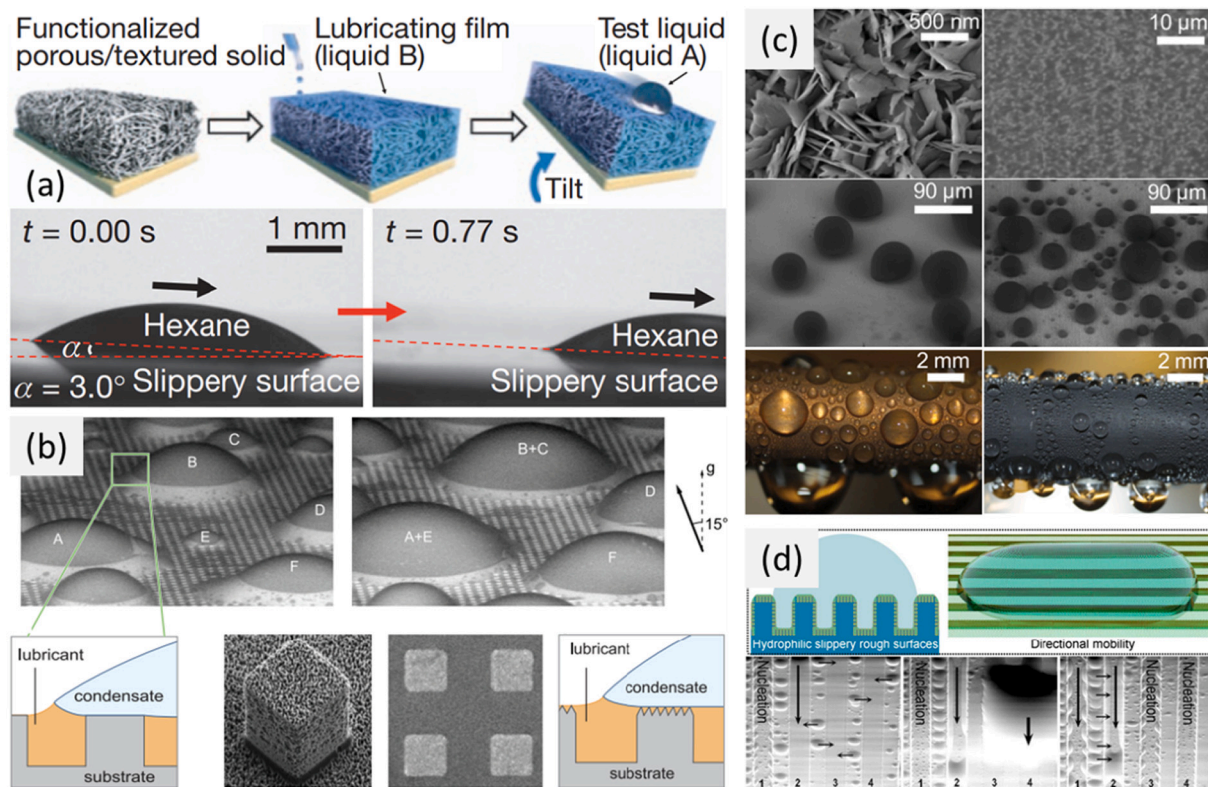 Functionalized
porous/textured solid
Lubricating film
(liquid B)
Test liquid
(liquid A)
Tilt
(a)
t = 0.00 s
1 mm
Hexane
α
α = 3.0° Slippery surface
t = 0.77 s
Hexane
Slippery surface
(b)
A
B
C
D
E
F
B+C
D
A+E
F
g
15°
lubricant
condensate
substrate
lubricant
condensate
substrate
(c)
500 nm
10 µm
90 µm
90 µm
2 mm
2 mm
(d)
Hydrophilic slippery rough surfaces
Directional mobility
Nucleation
1 2 3 4
Nucleation
1 2 3 4
Nucleation
Nucleation
1 2 3 4